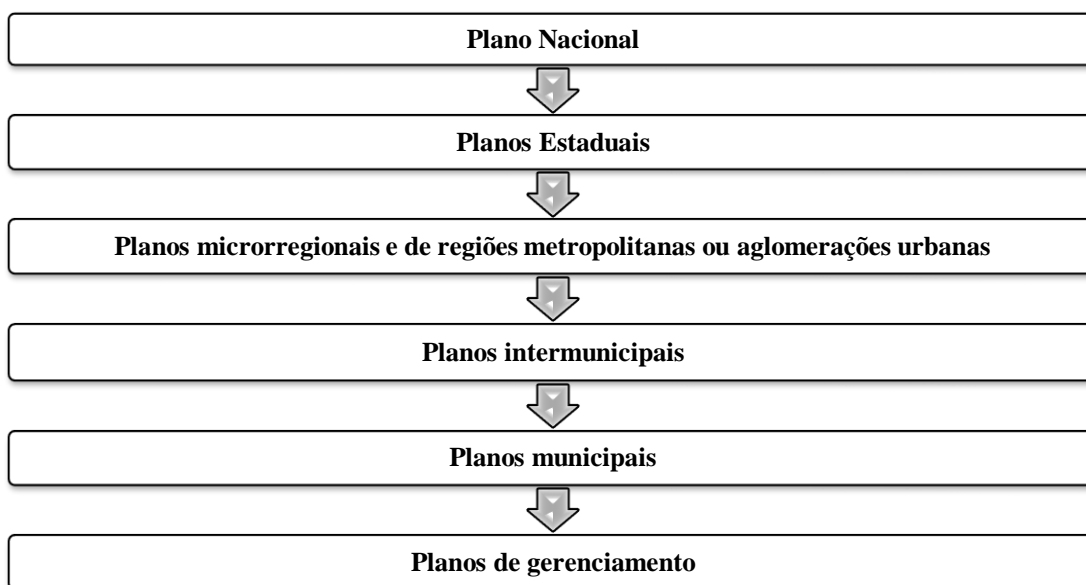 Plano Nacional
Planos Estaduais
Planos microrregionais e de regiões metropolitanas ou aglomerações urbanas
Planos intermunicipais
Planos municipais
Planos de gerenciamento